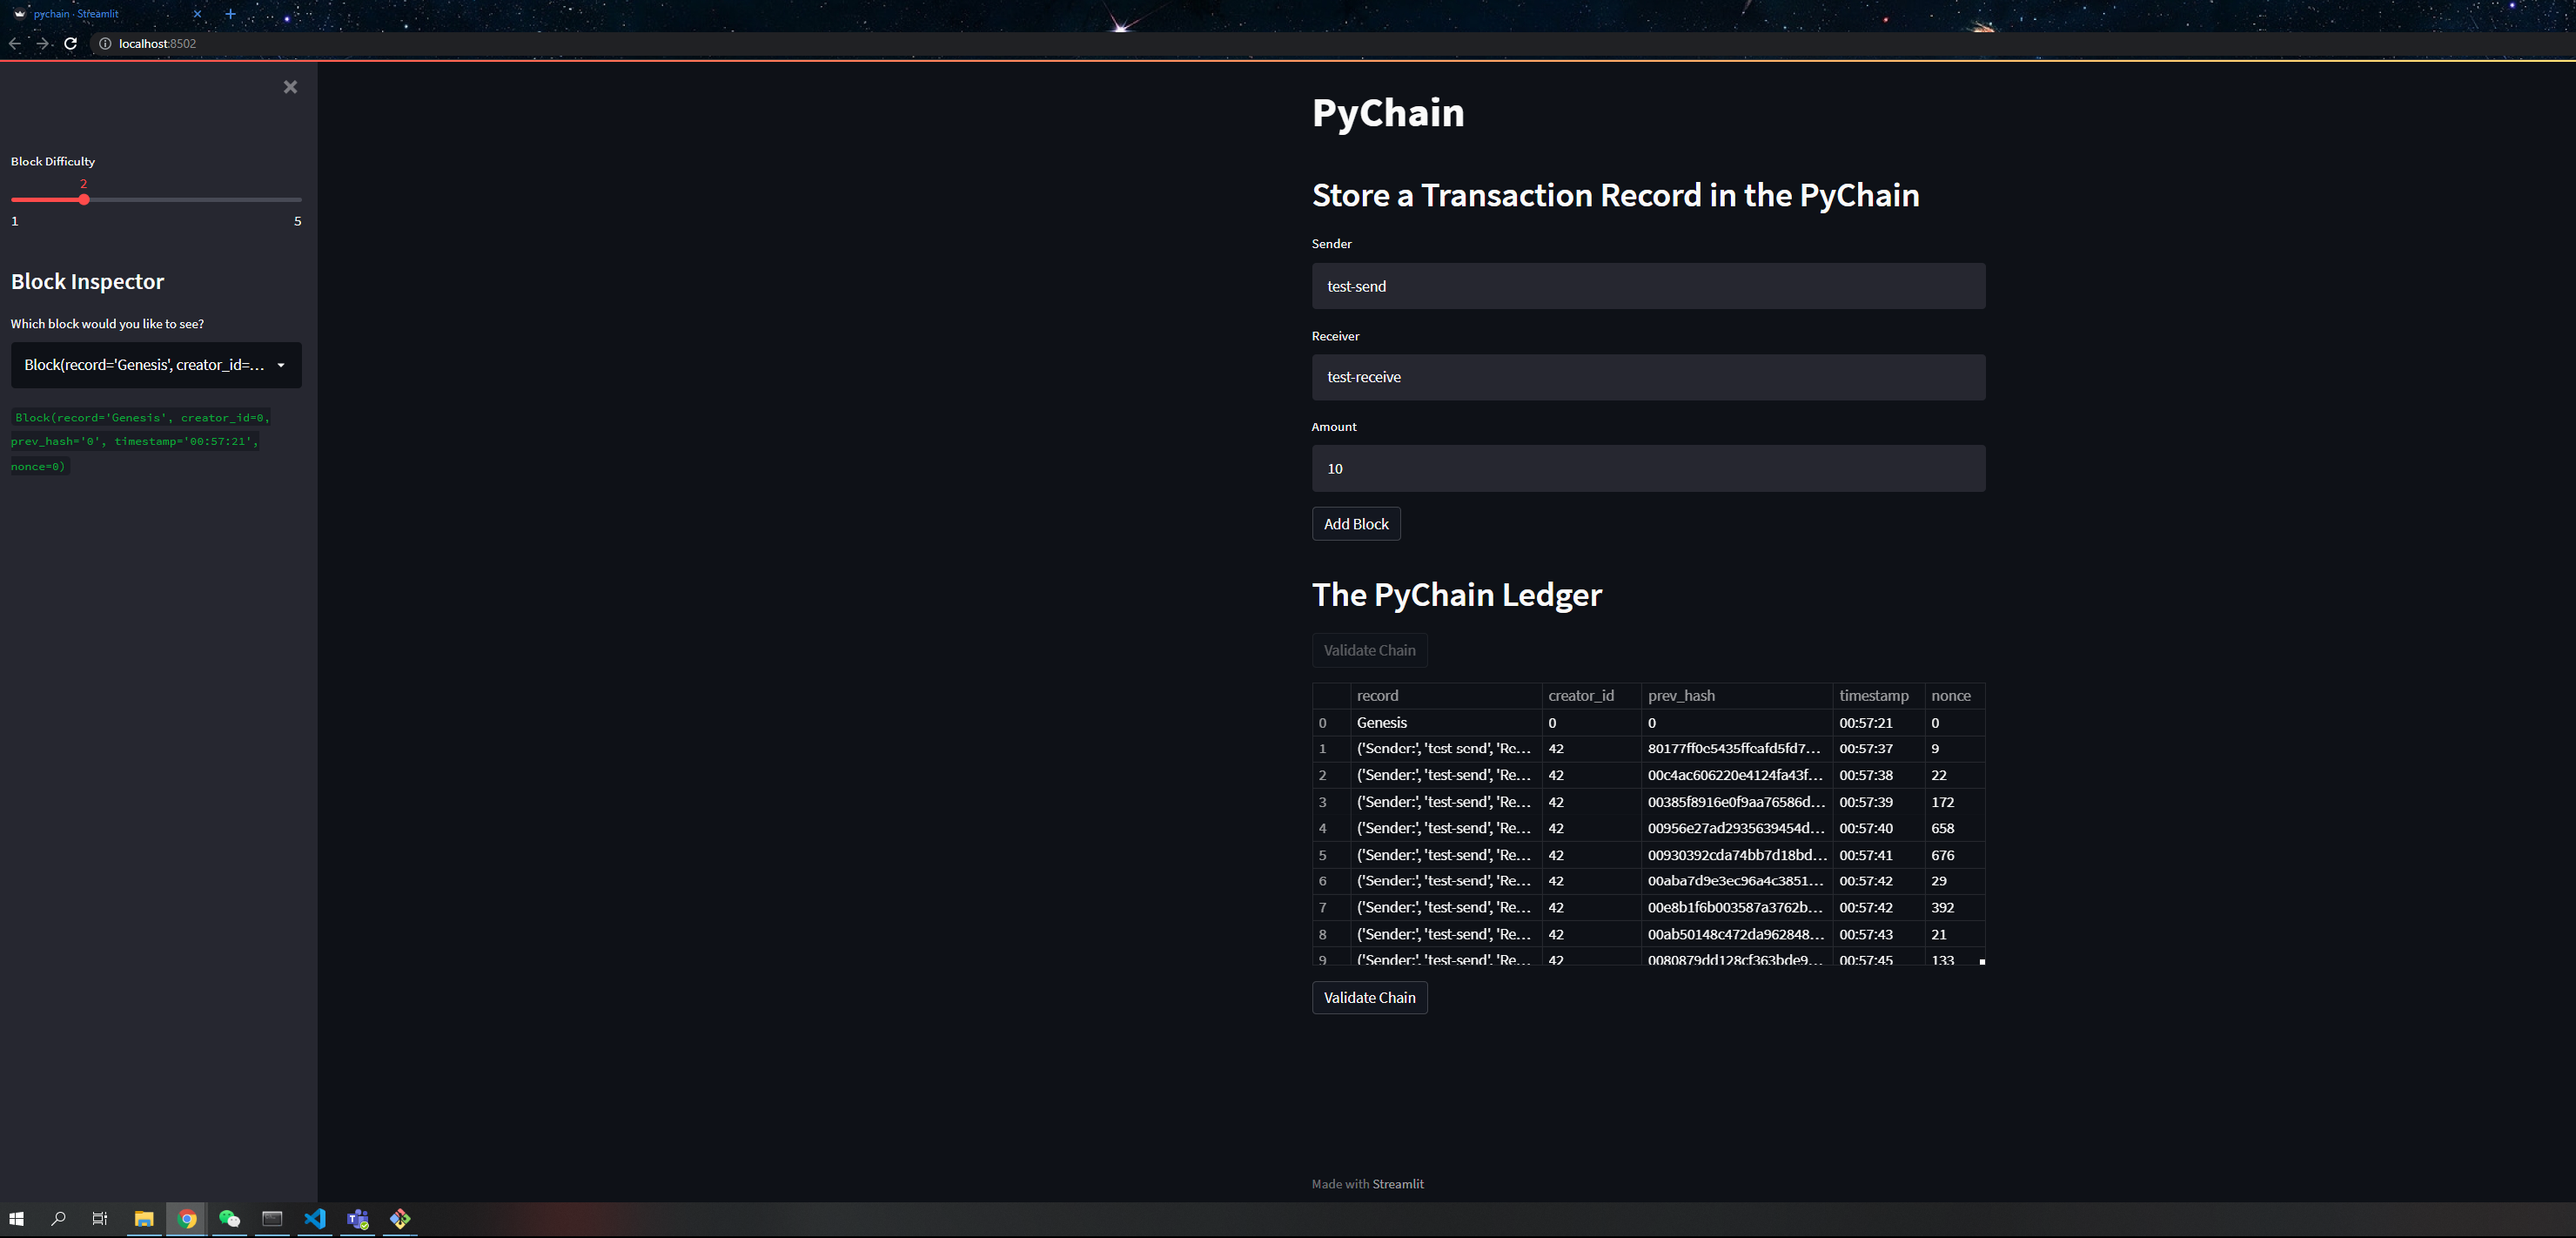 pychain · Streamlit
localhost:8502
Block Difficulty
2
1 5
Block Inspector
Which block would you like to see?
Block(record='Genesis', creator_id=...
Block(record='Genesis', creator_id=0,
prev_hash='0', timestamp='00:57:21',
nonce=0)
PyChain
Store a Transaction Record in the PyChain
Sender
test-send
Receiver
test-receive
Amount
10
Add Block
The PyChain Ledger
Validate Chain
record creator_id prev_hash timestamp nonce
0 Genesis 0 0 00:57:21 0
1 ('Sender:', 'test-send', 'Re... 42 80177ff0e5435ffeafd5fd7... 00:57:37 9
2 ('Sender:', 'test-send', 'Re... 42 00c4ac606220e4124fa43f... 00:57:38 22
3 ('Sender:', 'test-send', 'Re... 42 00385f8916e0f9aa76586d... 00:57:39 172
4 ('Sender:', 'test-send', 'Re... 42 00956e27ad2935639454d... 00:57:40 658
5 ('Sender:', 'test-send', 'Re... 42 00930392cda74bb7d18bd... 00:57:41 676
6 ('Sender:', 'test-send', 'Re... 42 00aba7d9e3ec96a4c3851... 00:57:42 29
7 ('Sender:', 'test-send', 'Re... 42 00e8b1f6b003587a3762b... 00:57:42 392
8 ('Sender:', 'test-send', 'Re... 42 00ab50148c472da962848... 00:57:43 21
9 ('Sender:', 'test-send', 'Re... 42 0080879dd128cf363bde9... 00:57:45 133
Validate Chain
Made with Streamlit